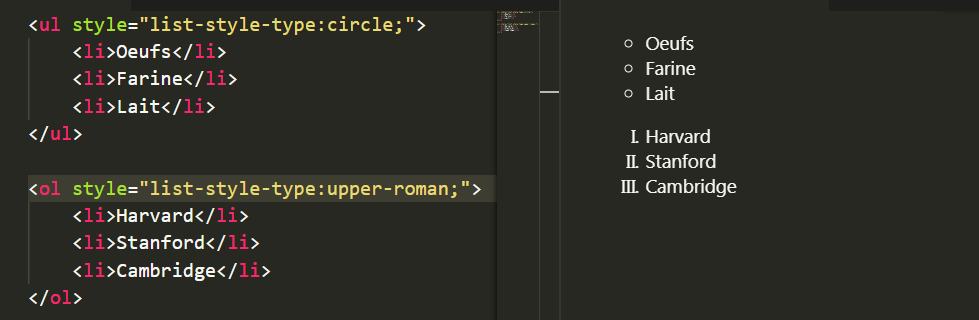 <ul style="list-style-type:circle;">
    <li>Oeufs</li>
    <li>Farine</li>
    <li>Lait</li>
</ul>
<ol style="list-style-type:upper-roman;">
    <li>Harvard</li>
    <li>Stanford</li>
    <li>Cambridge</li>
</ol>
○ Oeufs
○ Farine
○ Lait
I. Harvard
II. Stanford
III. Cambridge